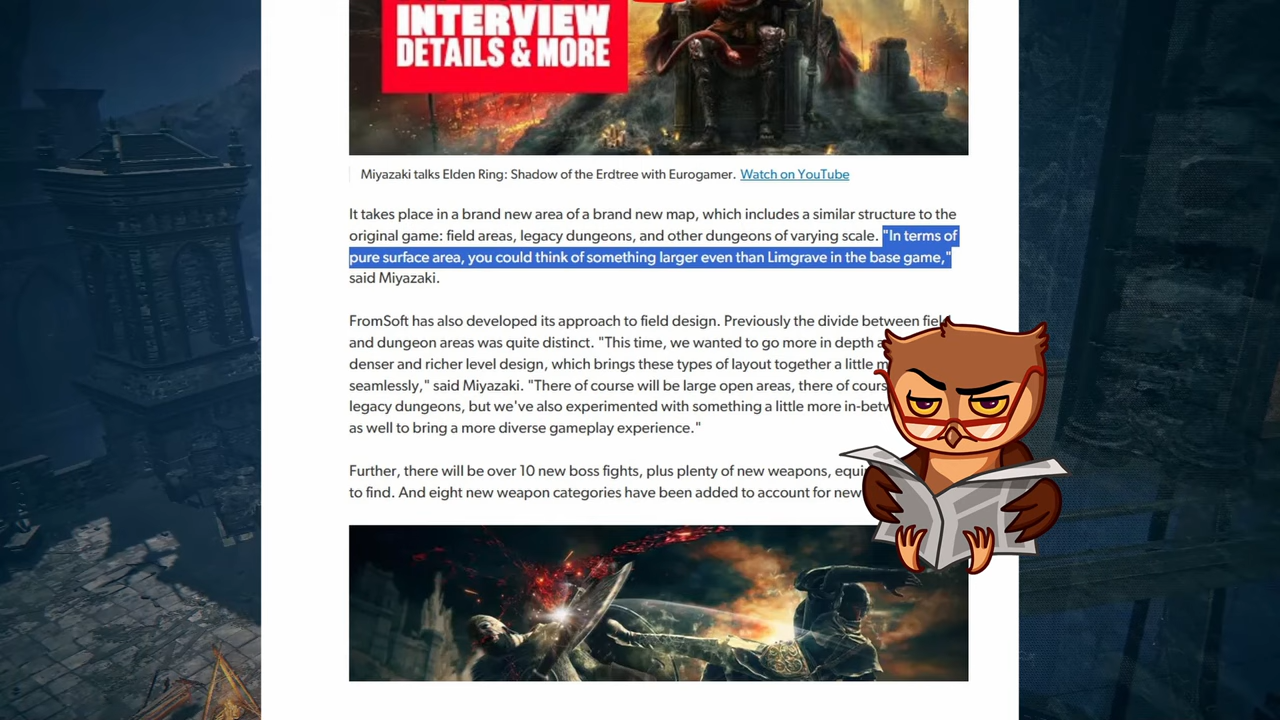 INTERVIEW
DETAILS & MORE
Miyazaki talks Elden Ring: Shadow of the Erdtree with Eurogamer. Watch on YouTube
It takes place in a brand new area of a brand new map, which includes a similar structure to the
original game: field areas, legacy dungeons, and other dungeons of varying scale. "In terms of
pure surface area, you could think of something larger even than Limgrave in the base game,"
said Miyazaki.
FromSoft has also developed its approach to field design. Previously the divide between
and dungeon areas was quite distinct. "This time, we wanted to go more in depth
denser and richer level design, which brings these types of layout together a little
seamlessly," said Miyazaki. "There of course will be large open areas, there of
legacy dungeons, but we've also experimented with something a little more
as well to bring a more diverse gameplay experience."
Further, there will be over 10 new boss fights, plus plenty of new weapons,
to find. And eight new weapon categories have been added to account for new